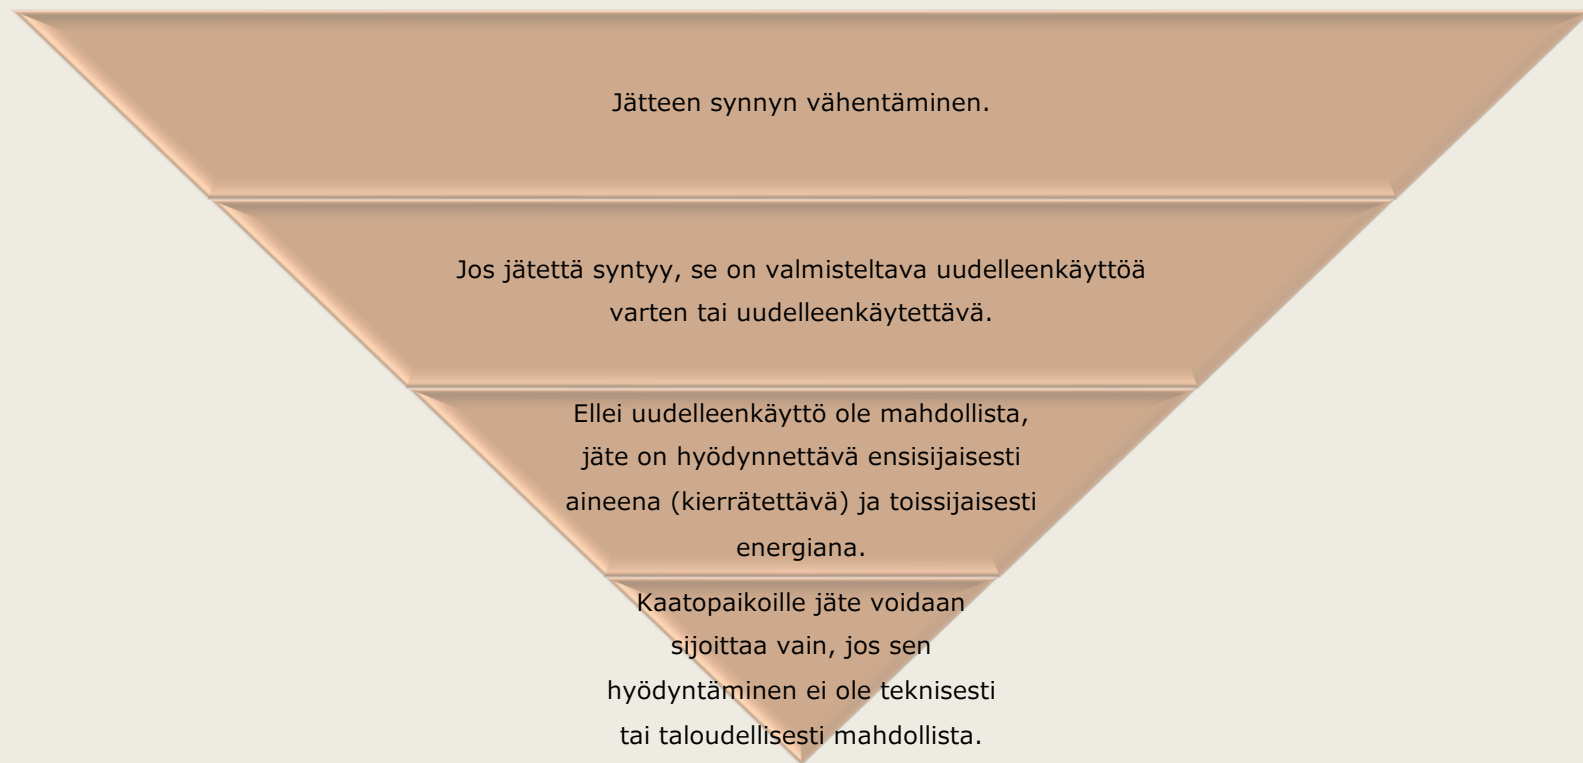 Jätteen synnyn vähentäminen.
Jos jätettä syntyy, se on valmisteltava uudelleenkäyttöä
varten tai uudelleenkäytettävä.
Ellei uudelleenkäyttö ole mahdollista,
jäte on hyödynnettävä ensisijaisesti
aineena (kierrätettävä) ja toissijaisesti
energiana.
Kaatopaikoille jäte voidaan
sijoittaa vain, jos sen
hyödyntäminen ei ole teknisesti
tai taloudellisesti mahdollista.